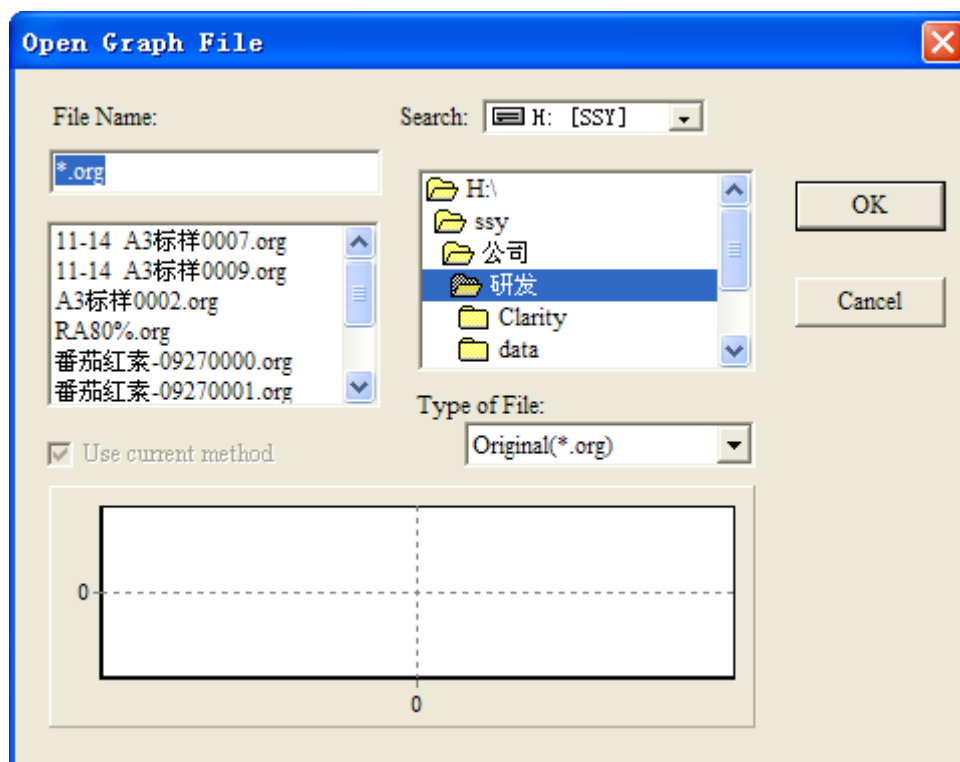 Open Graph File
File Name:
Search: H: [SSY]
*.org
11-14 A3标样0007.org
11-14 A3标样0009.org
A3标样0002.org
RA80%.org
番茄红素-09270000.org
番茄红素-09270001.org
H:\
ssy
公司
研发
Clarity
data
OK
Cancel
Type of File:
Original(*.org)
Use current method
0
0